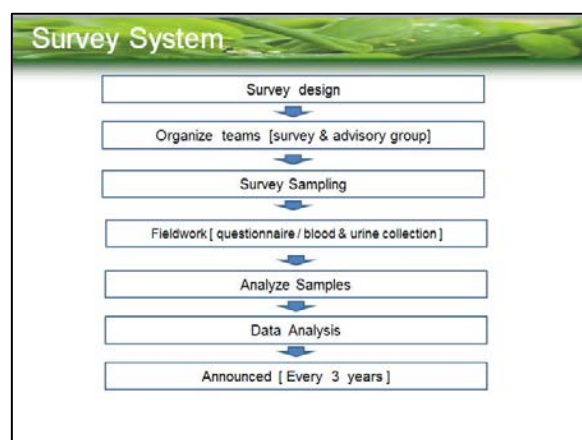 Survey System
Survey design
Organize teams [survey & advisory group]
Survey Sampling
Fieldwork [ questionnaire / blood & urine collection ]
Analyze Samples
Data Analysis
Announced [ Every 3 years ]